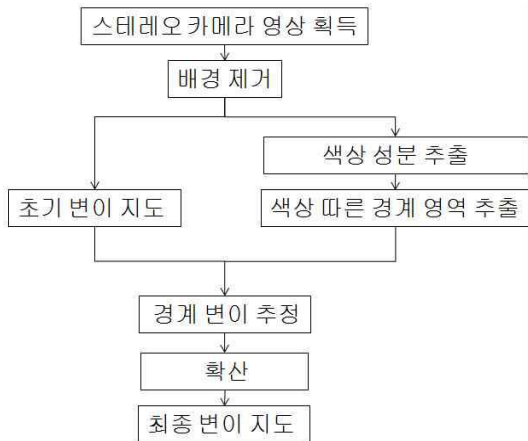 스테레오 카메라 영상 획득
배경 제거
색상 성분 추출
초기 변이 지도
색상 따른 경계 영역 추출
경계 변이 추정
확산
최종 변이 지도